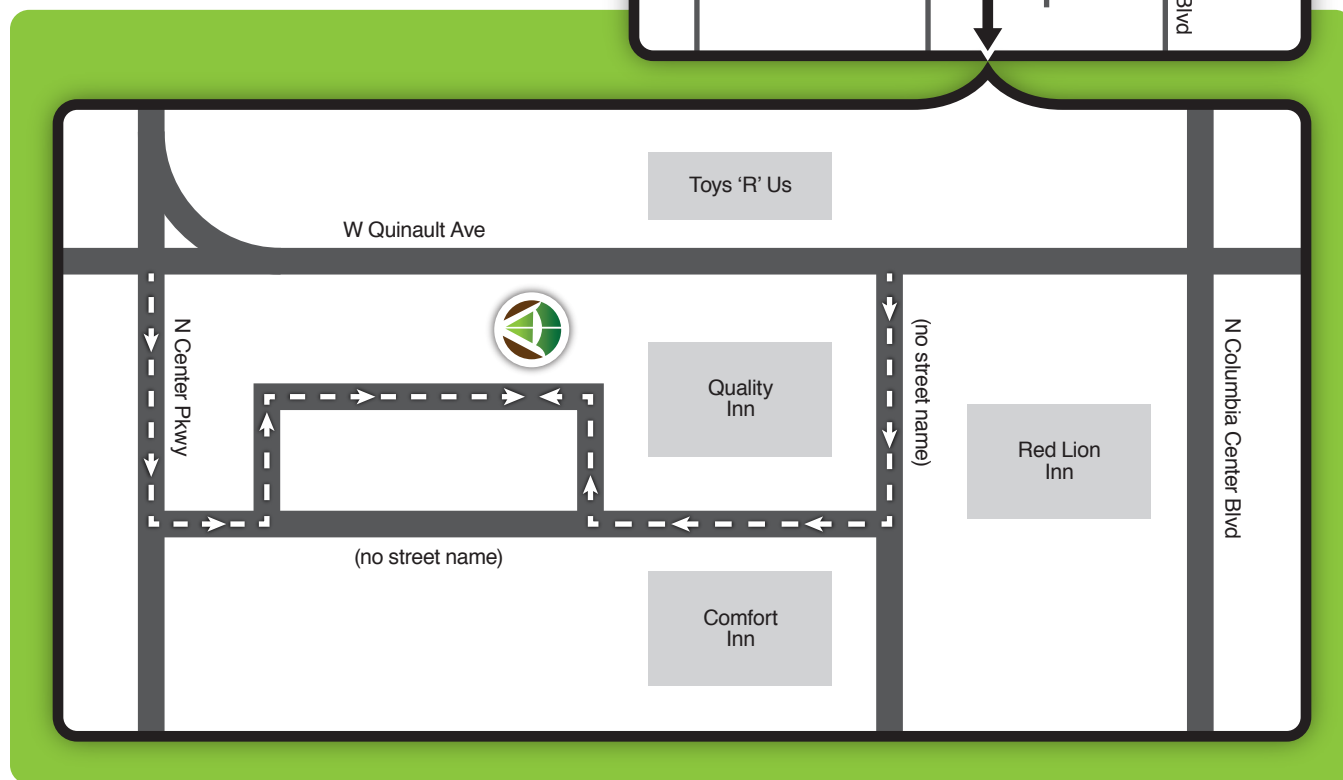 Blvd
Toys ‘R’ Us
W Quinault Ave
N Center Pkwy
(no street name)
N Columbia Center Blvd
Quality
Inn
Red Lion
Inn
(no street name)
Comfort
Inn